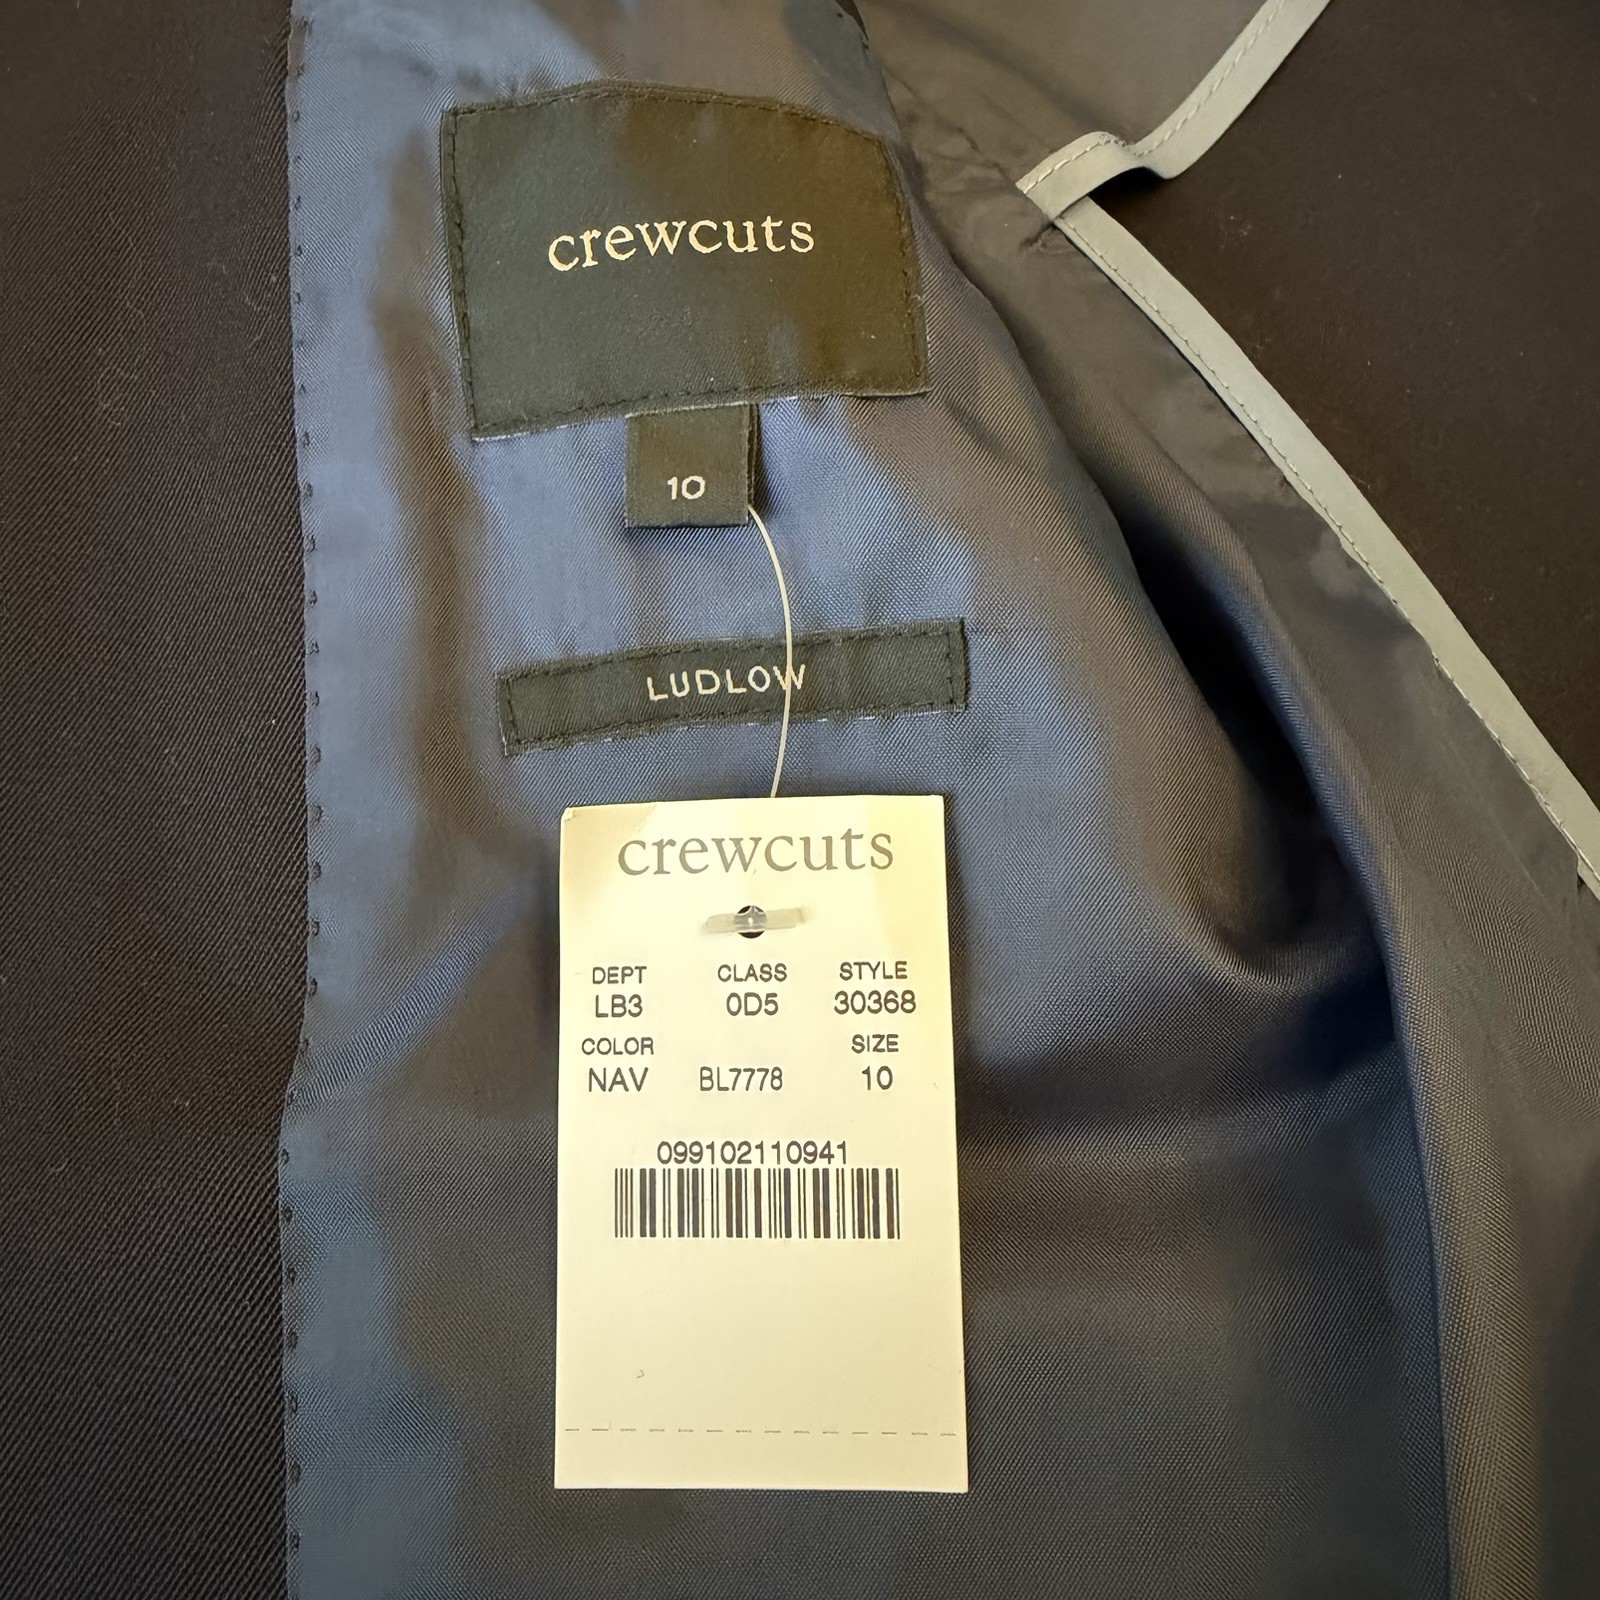 crewcuts
10
LUDLOW
crewcuts
DEPT CLASS STYLE
LB3 0D5 30368
COLOR SIZE
NAV BL7778 10
099102110941